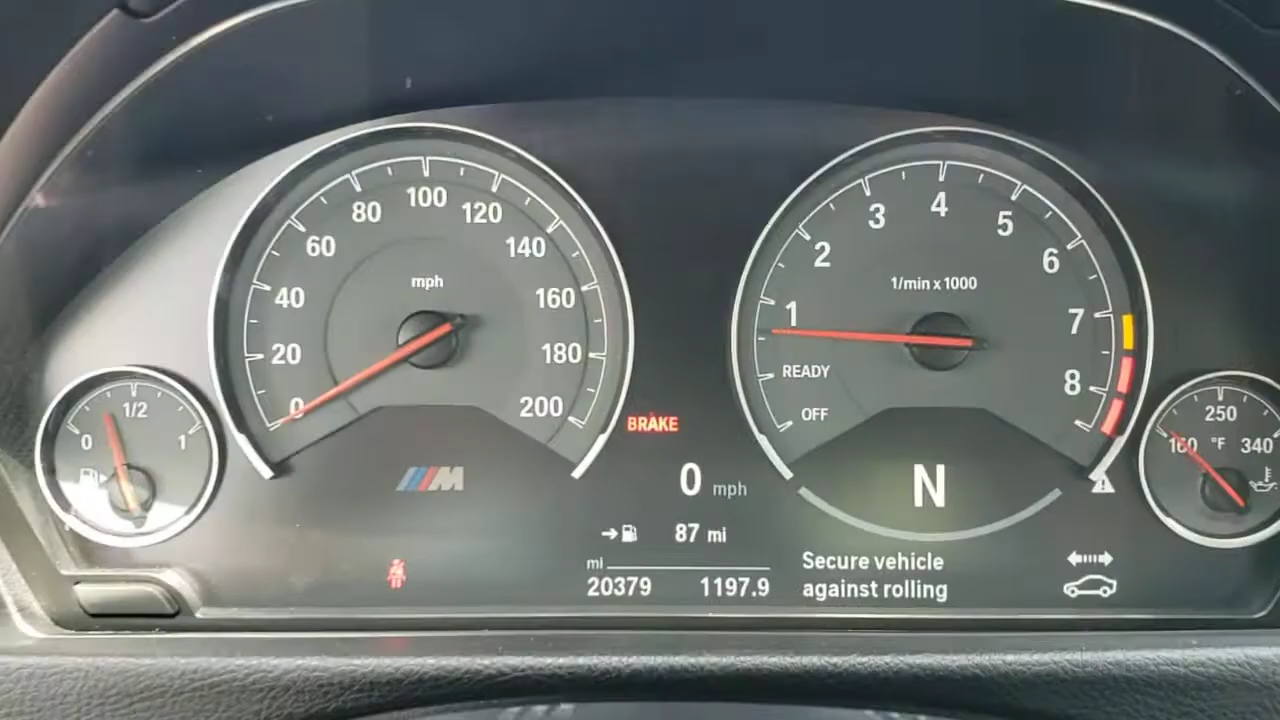 100
80 120
60 140
mph
40 160
20 180
0 200
4
3 5
2 6
1/min x 1000
1 7
READY 8
OFF
1/2
0 1
BRAKE
M
0 mph
N
87 mi
mi
20379 1197.9
Secure vehicle
against rolling
250
160 °F 340